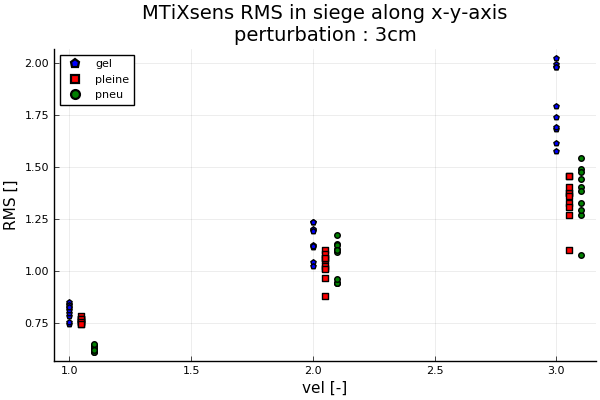 MTiXsens RMS in siege along x-y-axis
perturbation : 3cm
gel
pleine
pneu
RMS []
2.00
1.75
1.50
1.25
1.00
0.75
1.0
1.5
2.0
2.5
3.0
vel [-]